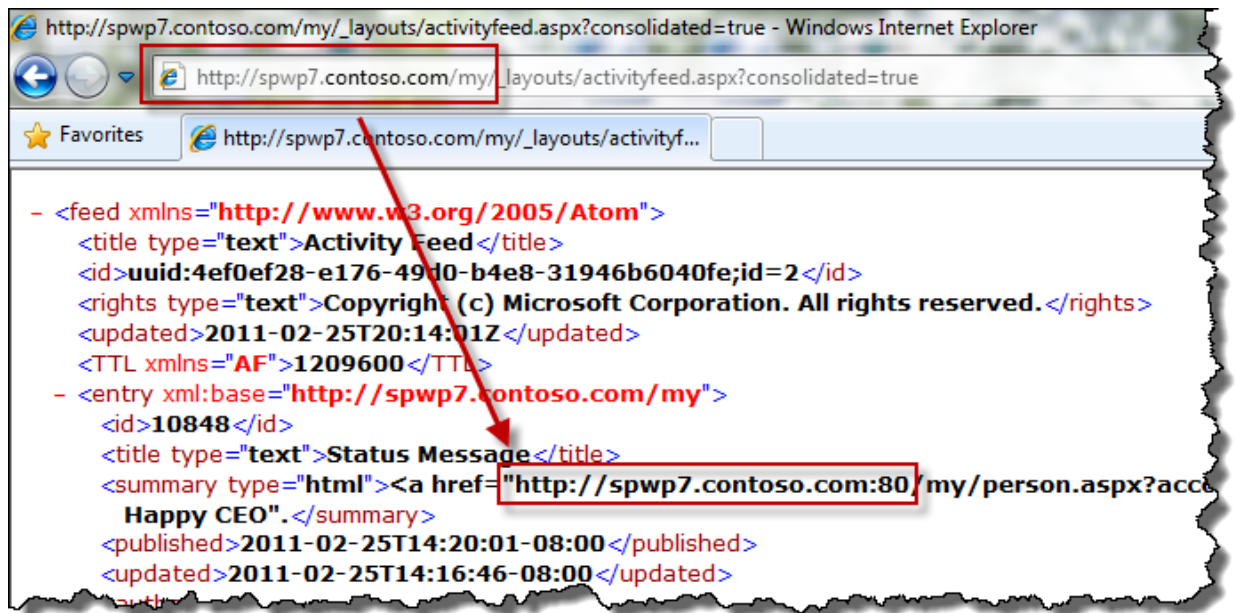 http://spwp7.contoso.com/my/_layouts/activityfeed.aspx?consolidated=true - Windows Internet Explorer
http://spwp7.contoso.com/my/_layouts/activityfeed.aspx?consolidated=true
Favorites http://spwp7.contoso.com/my/_layouts/activityf...
- <feed xmlns="http://www.w3.org/2005/Atom">
<title type="text">Activity Feed</title>
<id>uuid:4ef0ef28-e176-49d0-b4e8-31946b6040fe;id=2</id>
<rights type="text">Copyright (c) Microsoft Corporation. All rights reserved.</rights>
<updated>2011-02-25T20:14:01Z</updated>
<TTL xmlns="AF">1209600</TTL>
- <entry xml:base="http://spwp7.contoso.com/my">
<id>10848</id>
<title type="text">Status Message</title>
<summary type="html"><a href="http://spwp7.contoso.com:80/my/person.aspx?acc
Happy CEO".</summary>
<published>2011-02-25T14:20:01-08:00</published>
<updated>2011-02-25T14:16:46-08:00</updated>